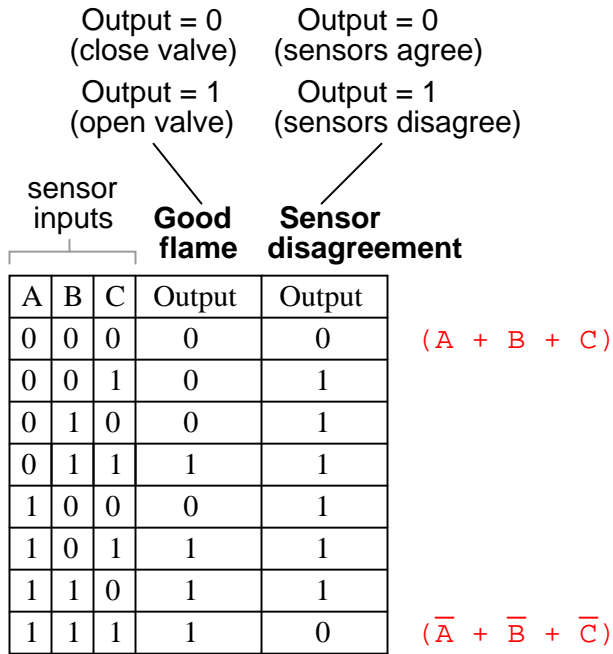 Output = 0 Output = 0
(close valve) (sensors agree)
Output = 1 Output = 1
(open valve) (sensors disagree)
sensor
inputs Good Sensor
flame disagreement
A B C Output Output
0 0 0 0 0 (A + B + C)
0 0 1 0 1
0 1 0 0 1
0 1 1 1 1
1 0 0 0 1
1 0 1 1 1
1 1 0 1 1
1 1 1 1 0 (A̅ + B̅ + C̅)